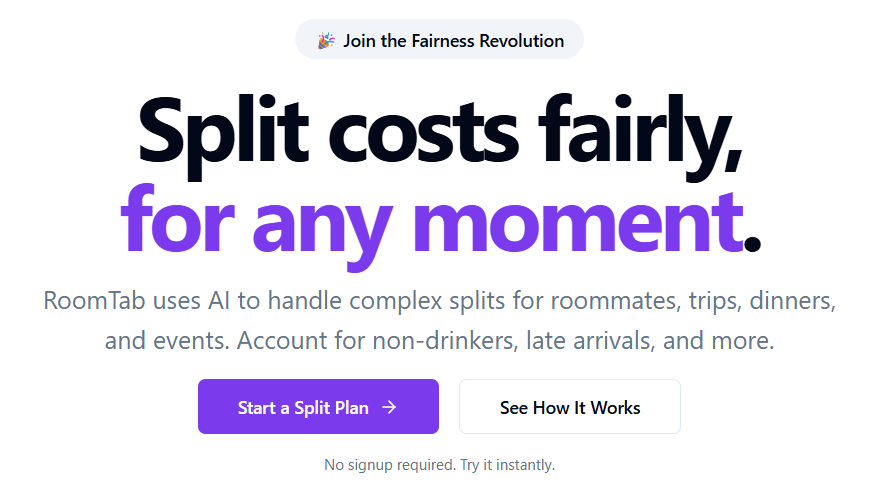 🎉 Join the Fairness Revolution
Split costs fairly,
for any moment.
RoomTab uses AI to handle complex splits for roommates, trips, dinners,
and events. Account for non-drinkers, late arrivals, and more.
Start a Split Plan →
See How It Works
No signup required. Try it instantly.